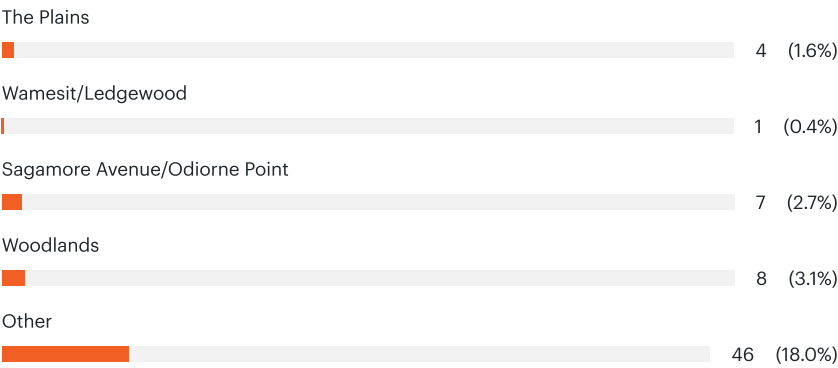 The Plains
4 (1.6%)
Wamesit/Ledgewood
1 (0.4%)
Sagamore Avenue/Odiorne Point
7 (2.7%)
Woodlands
8 (3.1%)
Other
46 (18.0%)